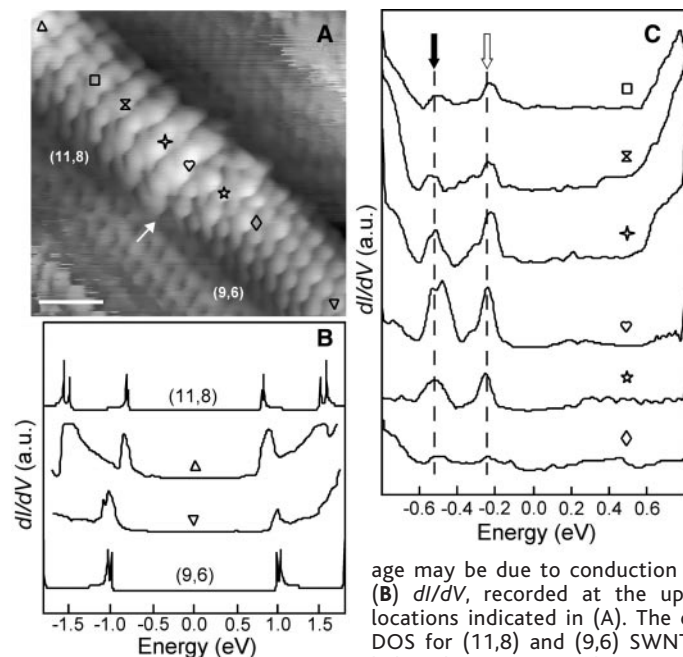 A
(11,8)
(9,6)
B
(11,8)
(9,6)
dI/dV (a.u.)
-1.5 -1.0 -0.5 0.0 0.5 1.0 1.5
Energy (eV)
C
dI/dV (a.u.)
-0.6 -0.4 -0.2 0.0 0.2 0.4 0.6
Energy (eV)
age may be due to conduction
(B) dI/dV, recorded at the up
locations indicated in (A). The
DOS for (11,8) and (9,6) SWNT